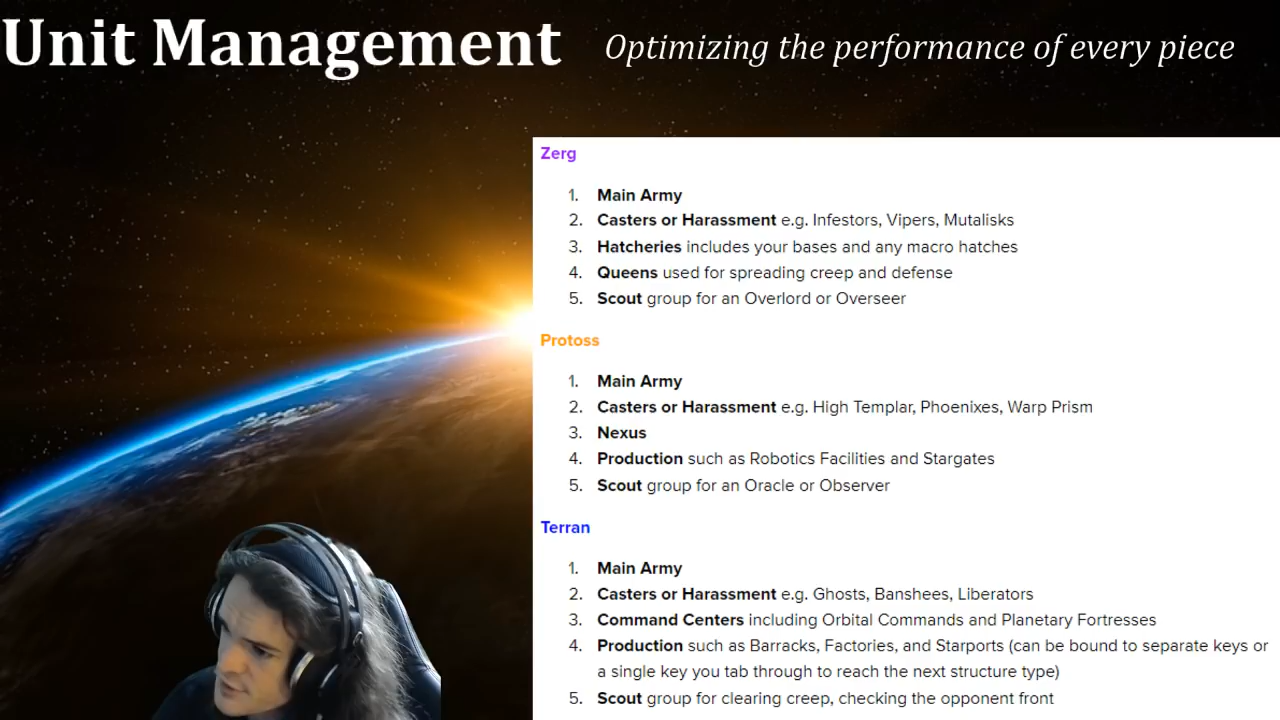 Unit Management
Optimizing the performance of every piece
Zerg
1. Main Army
2. Casters or Harassment e.g. Infestors, Vipers, Mutalisks
3. Hatcheries includes your bases and any macro hatches
4. Queens used for spreading creep and defense
5. Scout group for an Overlord or Overseer
Protoss
1. Main Army
2. Casters or Harassment e.g. High Templar, Phoenixes, Warp Prism
3. Nexus
4. Production such as Robotics Facilities and Stargates
5. Scout group for an Oracle or Observer
Terran
1. Main Army
2. Casters or Harassment e.g. Ghosts, Banshees, Liberators
3. Command Centers including Orbital Commands and Planetary Fortresses
4. Production such as Barracks, Factories, and Starports (can be bound to separate keys or
a single key you tab through to reach the next structure type)
5. Scout group for clearing creep, checking the opponent front